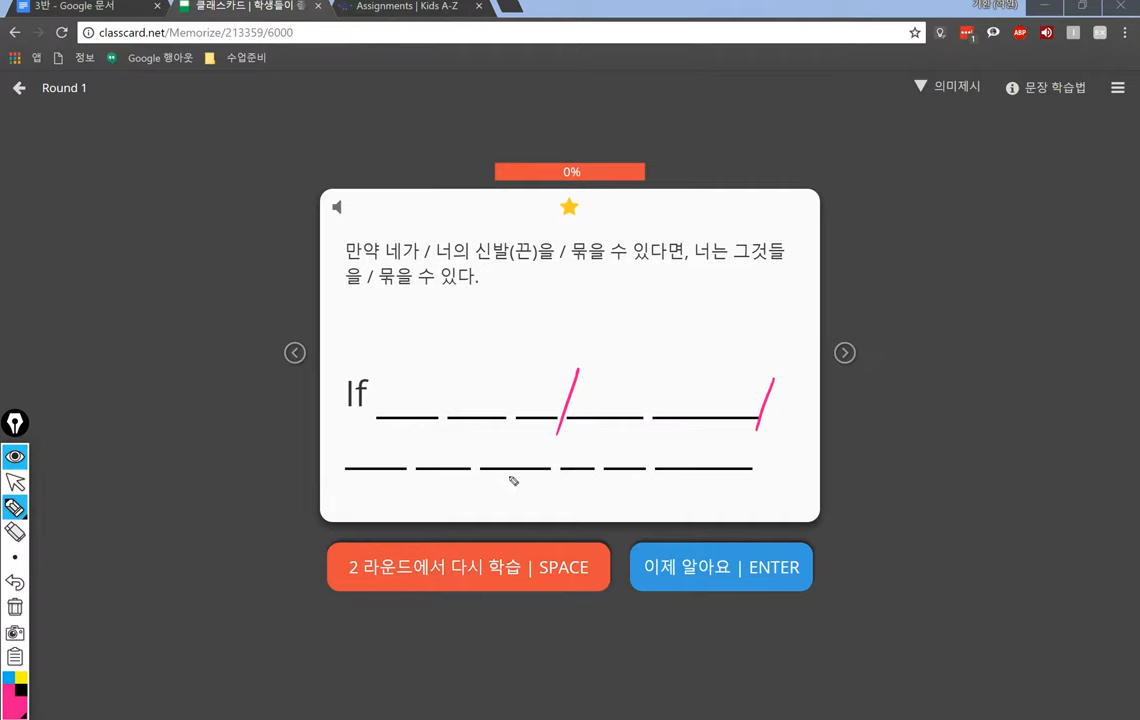 3반 - Google 문서
클래스카드 | 학생들이 좋
Assignments | Kids A-Z
classcard.net/Memorize/213359/6000
앱 정보 Google 행아웃 수업준비
Round 1
의미제시
문장 학습법
0%
만약 네가 / 너의 신발(끈)을 / 묶을 수 있다면, 너는 그것들
을 / 묶을 수 있다.
If
2 라운드에서 다시 학습 | SPACE
이제 알아요 | ENTER